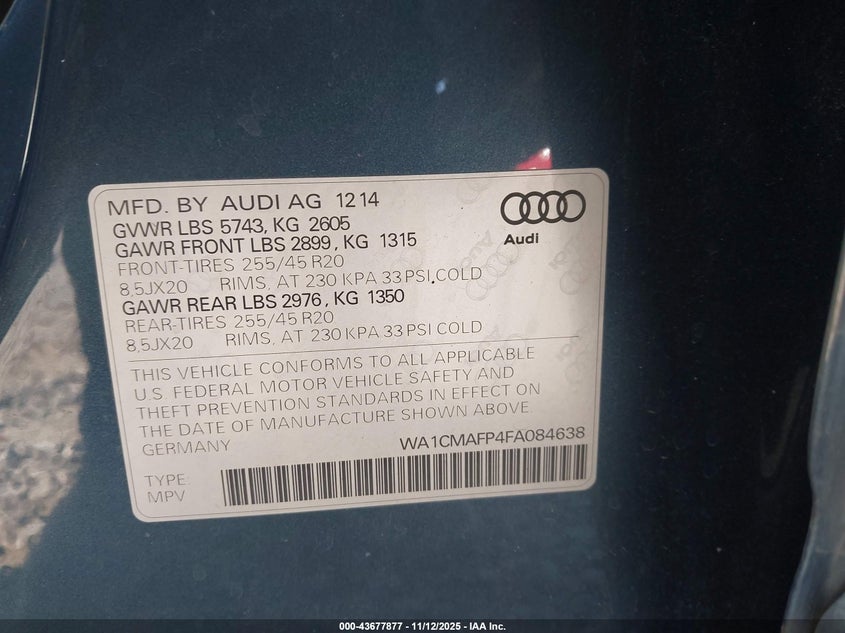 MFD. BY AUDI AG 12 14
GVWR LBS 5743, KG 2605
GAWR FRONT LBS 2899, KG 1315
FRONT-TIRES 255/45 R20
8,5JX20 RIMS, AT 230 KPA 33 PSI, COLD
GAWR REAR LBS 2976, KG 1350
REAR-TIRES 255/45 R20
8,5JX20 RIMS, AT 230 KPA 33 PSI COLD
Audi
THIS VEHICLE CONFORMS TO ALL APPLICABLE
U.S. FEDERAL MOTOR VEHICLE SAFETY AND
THEFT PREVENTION STANDARDS IN EFFECT ON
THE DATE OF MANUFACTURE SHOWN ABOVE.
GERMANY WA1CMAFP4FA084638
TYPE:
MPV
000-43677877 - 11/12/2025 - IAA Inc.